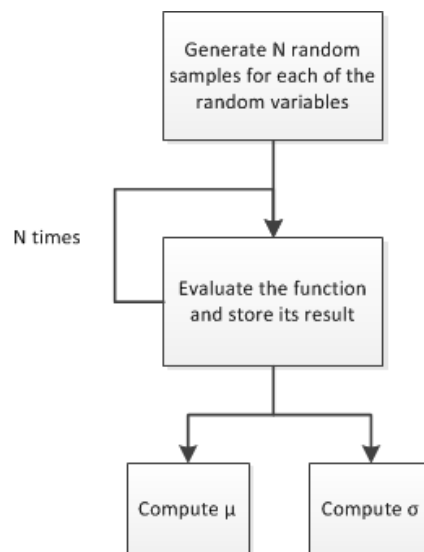 Generate N random
samples for each of the
random variables
N times
Evaluate the function
and store its result
Compute μ
Compute σ